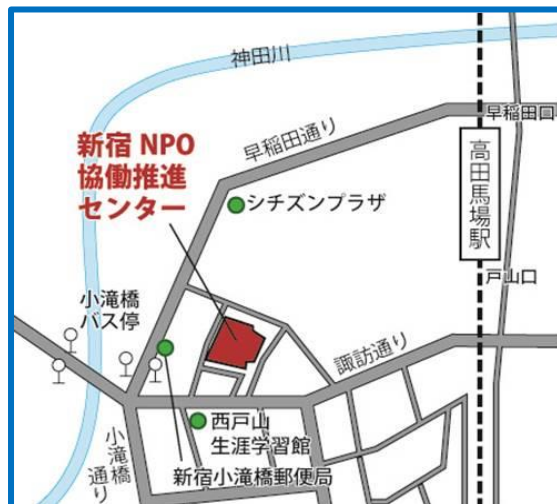 神田川
早稲田口
早稲田通り
新宿 NPO
協働推進
センター
高田馬場駅
シチズンプラザ
戸山口
小滝橋
バス停
諏訪通り
西戸山
生涯学習館
小滝橋
通り
新宿小滝橋郵便局